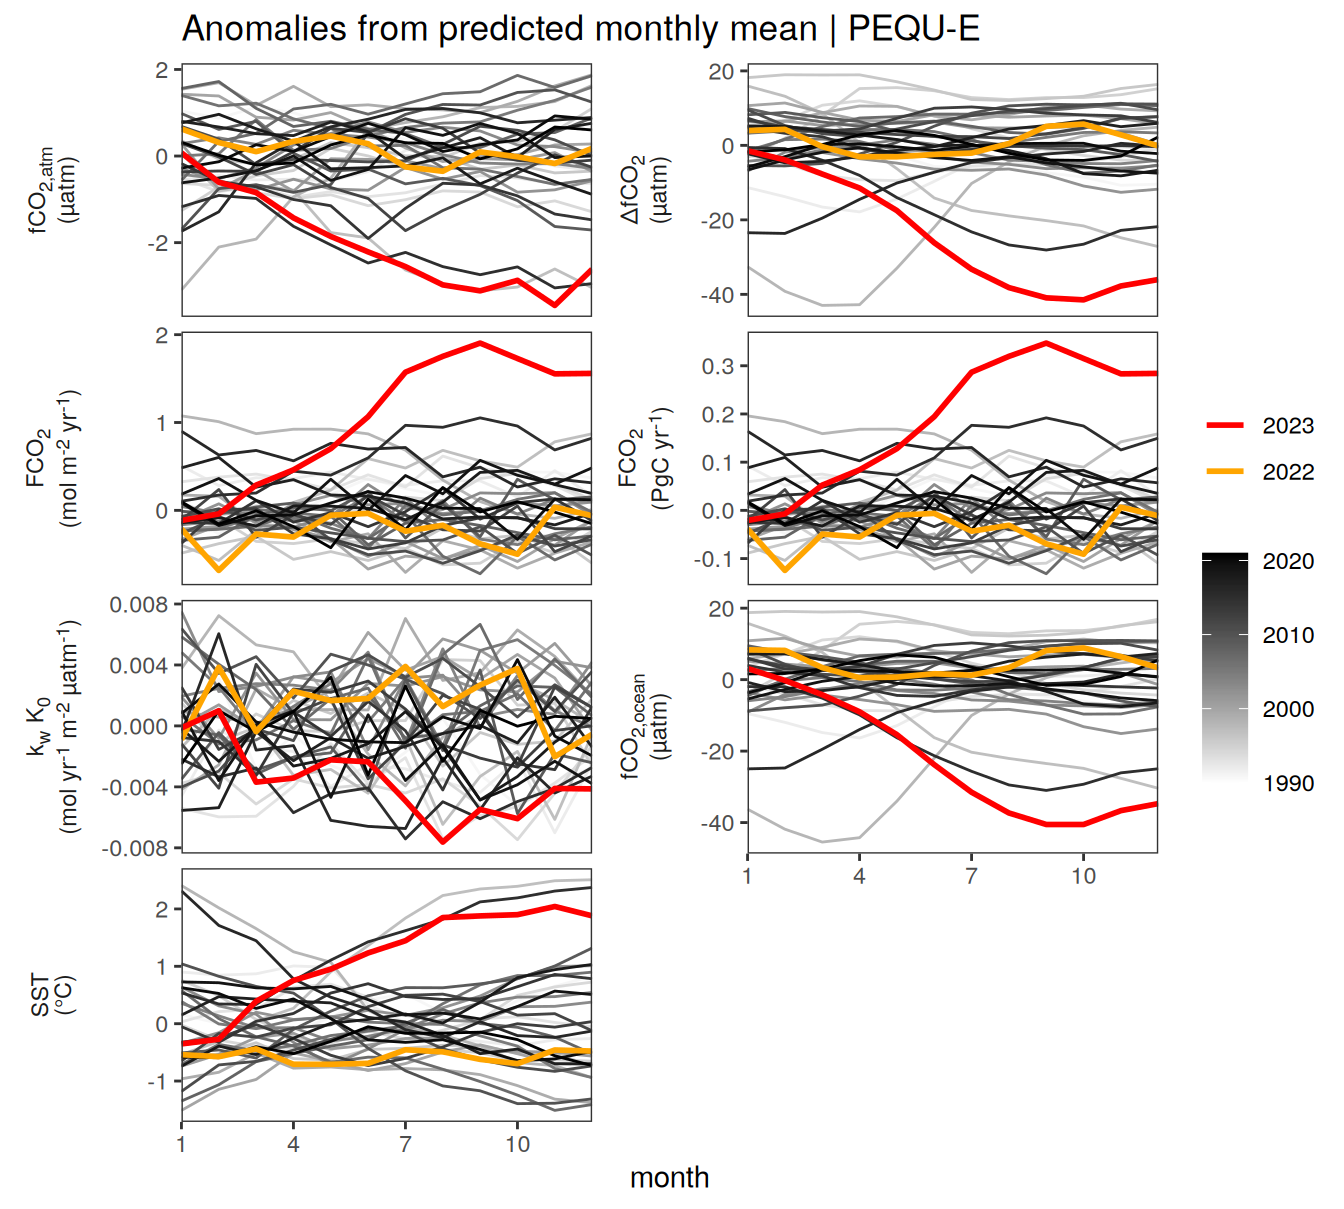 Anomalies from predicted monthly mean | PEQU-E
fCO2,atm
(µatm)
2
0
-2
ΔfCO2
(µatm)
20
0
-20
-40
FCO2
(mol m-2 yr-1)
2
1
0
FCO2
(PgC yr-1)
0.3
0.2
0.1
0.0
-0.1
kw K0
(mol yr-1 m-2 µatm-1)
0.008
0.004
0.000
-0.004
-0.008
fCO2,ocean
(µatm)
20
0
-20
-40
1 4 7 10
SST
(°C)
2
1
0
-1
1 4 7 10
month
2023
2022
2020
2010
2000
1990